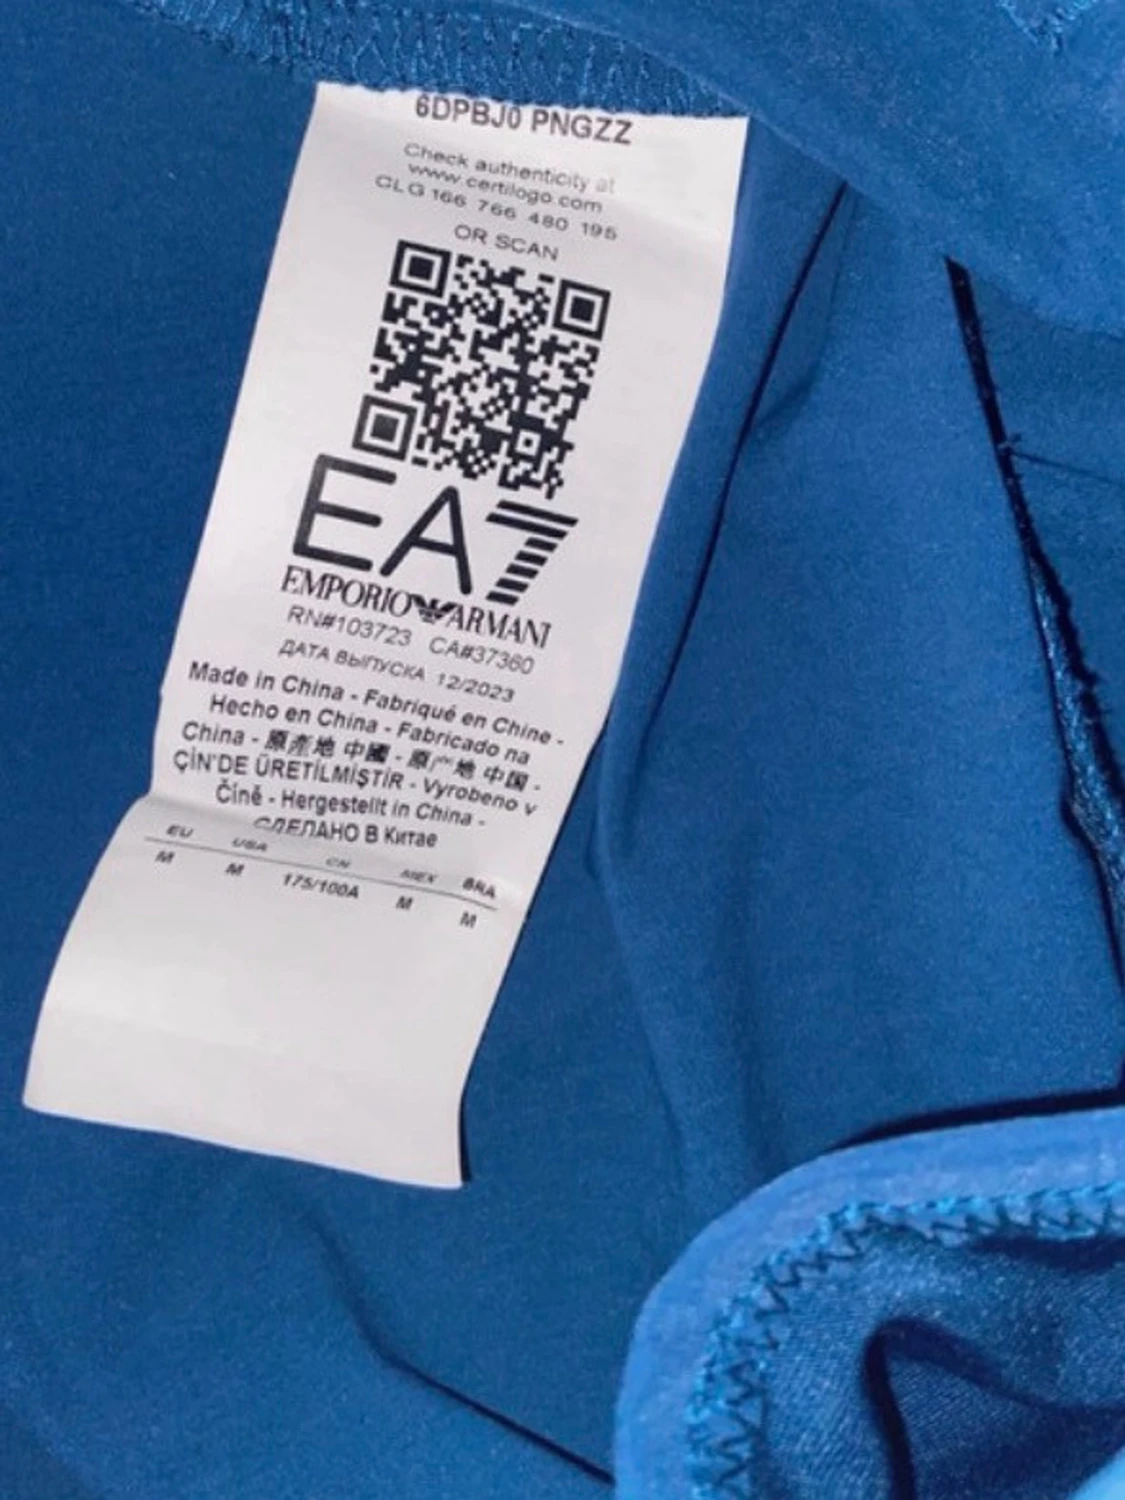 6DPBJ0 PNGZZ
Check authenticity at
www.certilogo.com
CLG 166 766 480 195
OR SCAN
EA7
EMPORIO ARMANI
RN#103723 CA#37360
ДАТА ВЫПУСКА 12/2023
Made in China - Fabriqué en Chine -
Hecho en China - Fabricado na
China - 原產地 中國 - 原产地 中国 -
ÇİN'DE ÜRETİLMİŞTİR - Vyrobeno v
Číně - Hergestellt in China -
СДЕЛАНО В Китае
EU USA CN MEX BRA
M M 175/100A M M